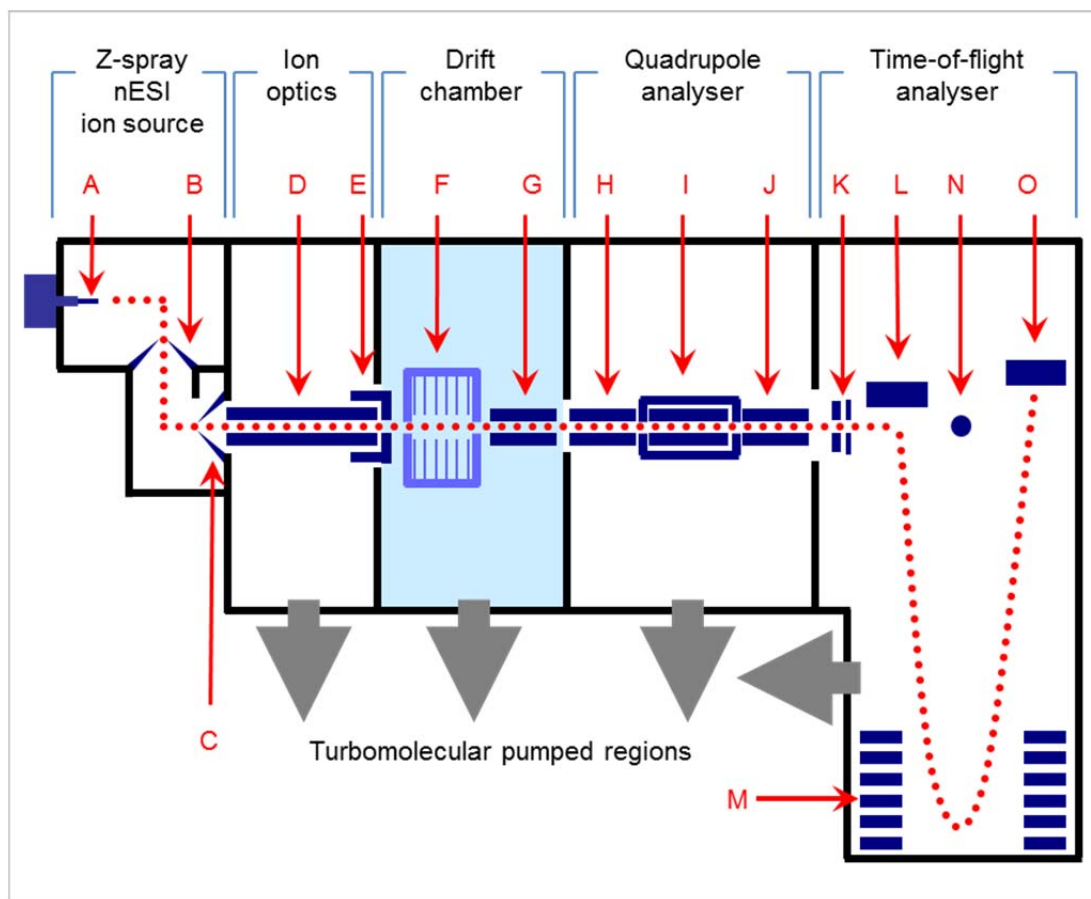 Z-spray
nESI
ion source
Ion
optics
Drift
chamber
Quadrupole
analyser
Time-of-flight
analyser
A
B
D
E
F
G
H
I
J
K
L
N
O
C
Turbomolecular pumped regions
M